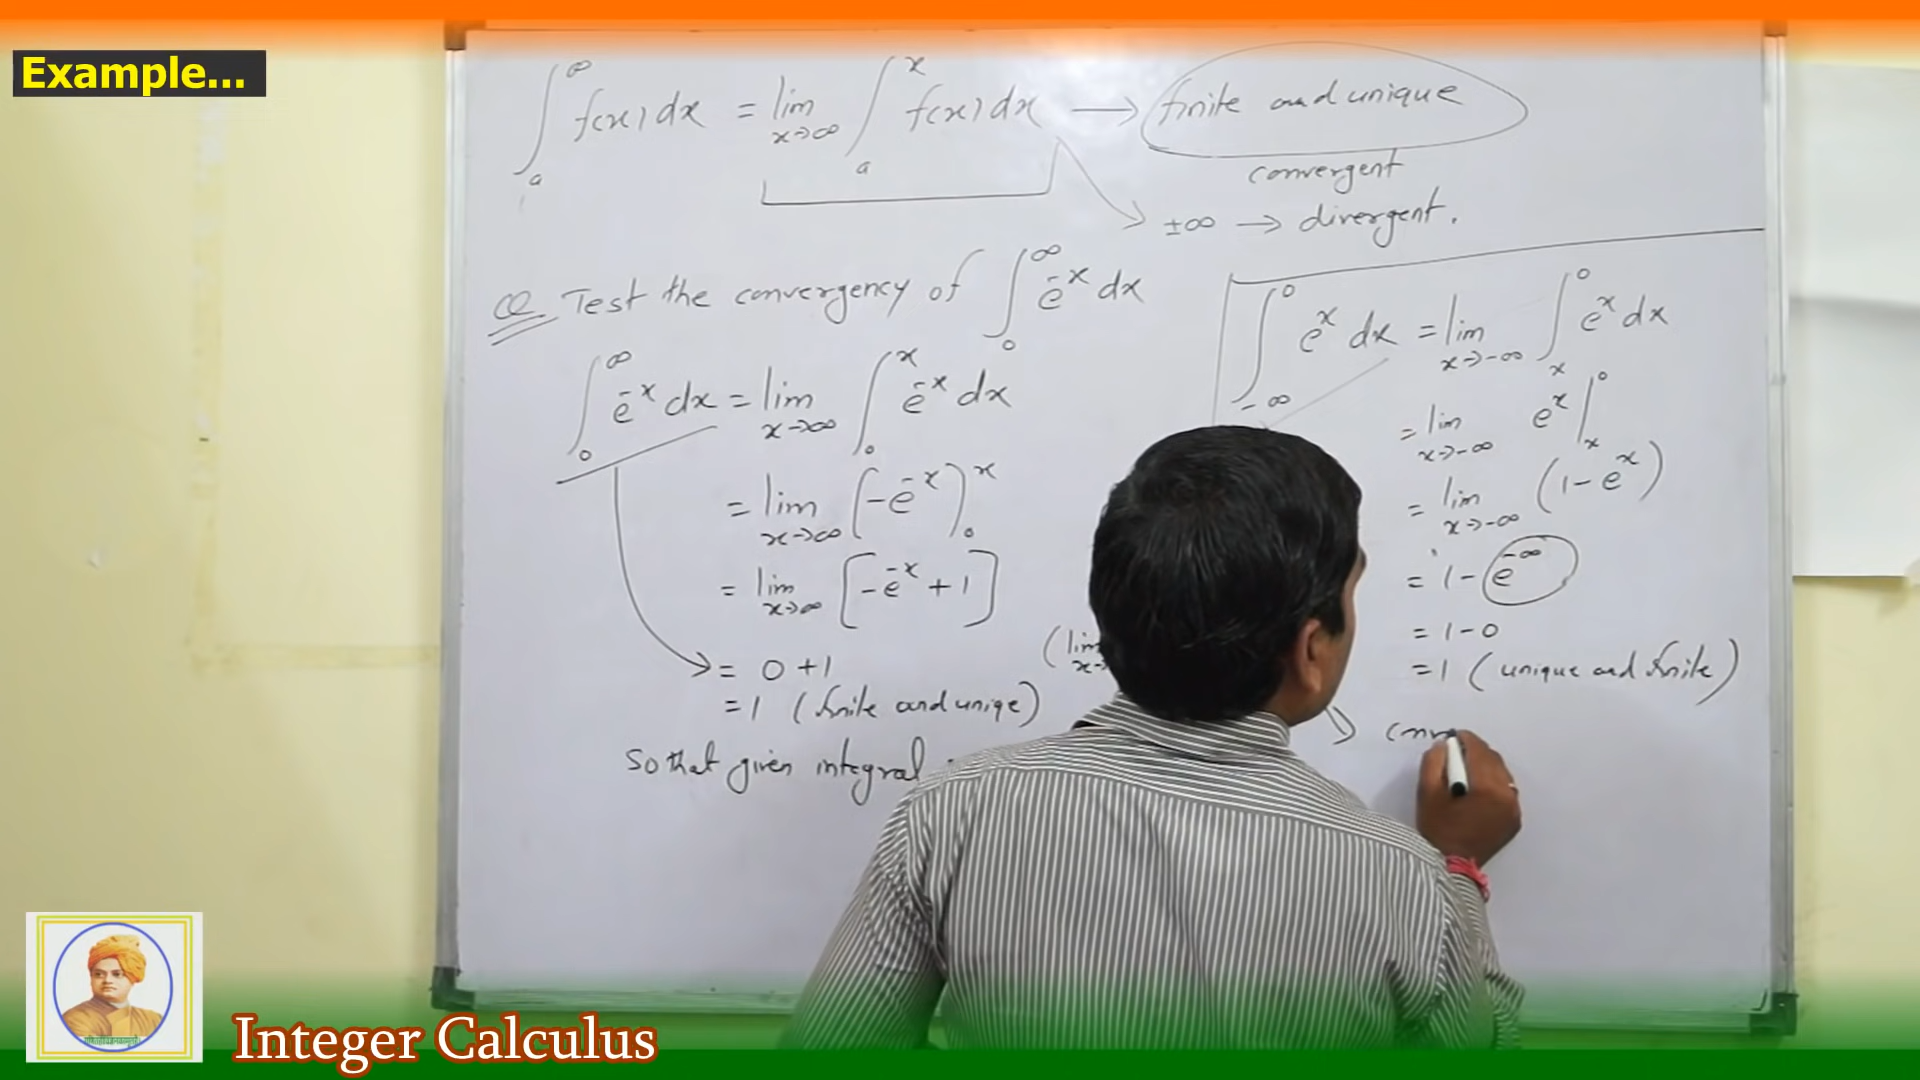 Example...
∫_a^∞ f(x) dx = lim_{x→∞} ∫_a^x f(x) dx → finite and unique
convergent
±∞ → divergent.
Q Test the convergency of ∫_0^∞ e^{-x} dx
∫_0^∞ e^{-x} dx = lim_{x→∞} ∫_0^x e^{-x} dx
= lim_{x→∞} (-e^{-x})_0^x
= lim_{x→∞} [-e^{-x} + 1]
= 0 + 1
(lim_{x→
= 1 (finite and uniqe)
So that given integral
∫_{-∞}^0 e^x dx = lim_{x→-∞} ∫_x^0 e^x dx
= lim_{x→-∞} e^x |_x^0
= lim_{x→-∞} (1 - e^x)
= 1 - e^{-∞}
= 1 - 0
= 1 (unique and finite)
→ conv
Integer Calculus